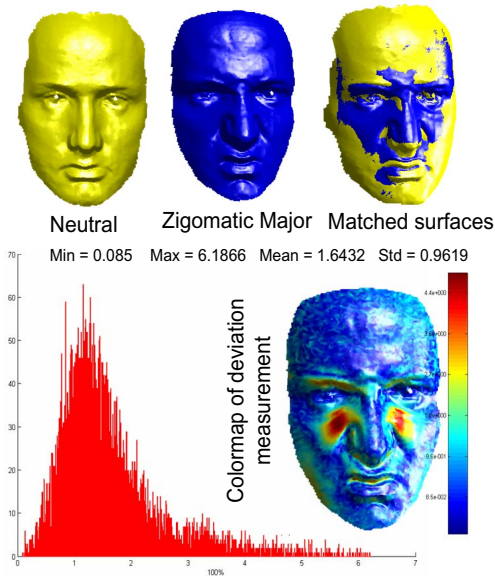 Neutral
Zigomatic Major
Matched surfaces
Min = 0.085 Max = 6.1866 Mean = 1.6432 Std = 0.9619
70
60
50
40
30
20
10
0
0 1 2 3 4 5 6 7
100%
Colormap of deviation
measurement
4.4e+000
8.5e-002